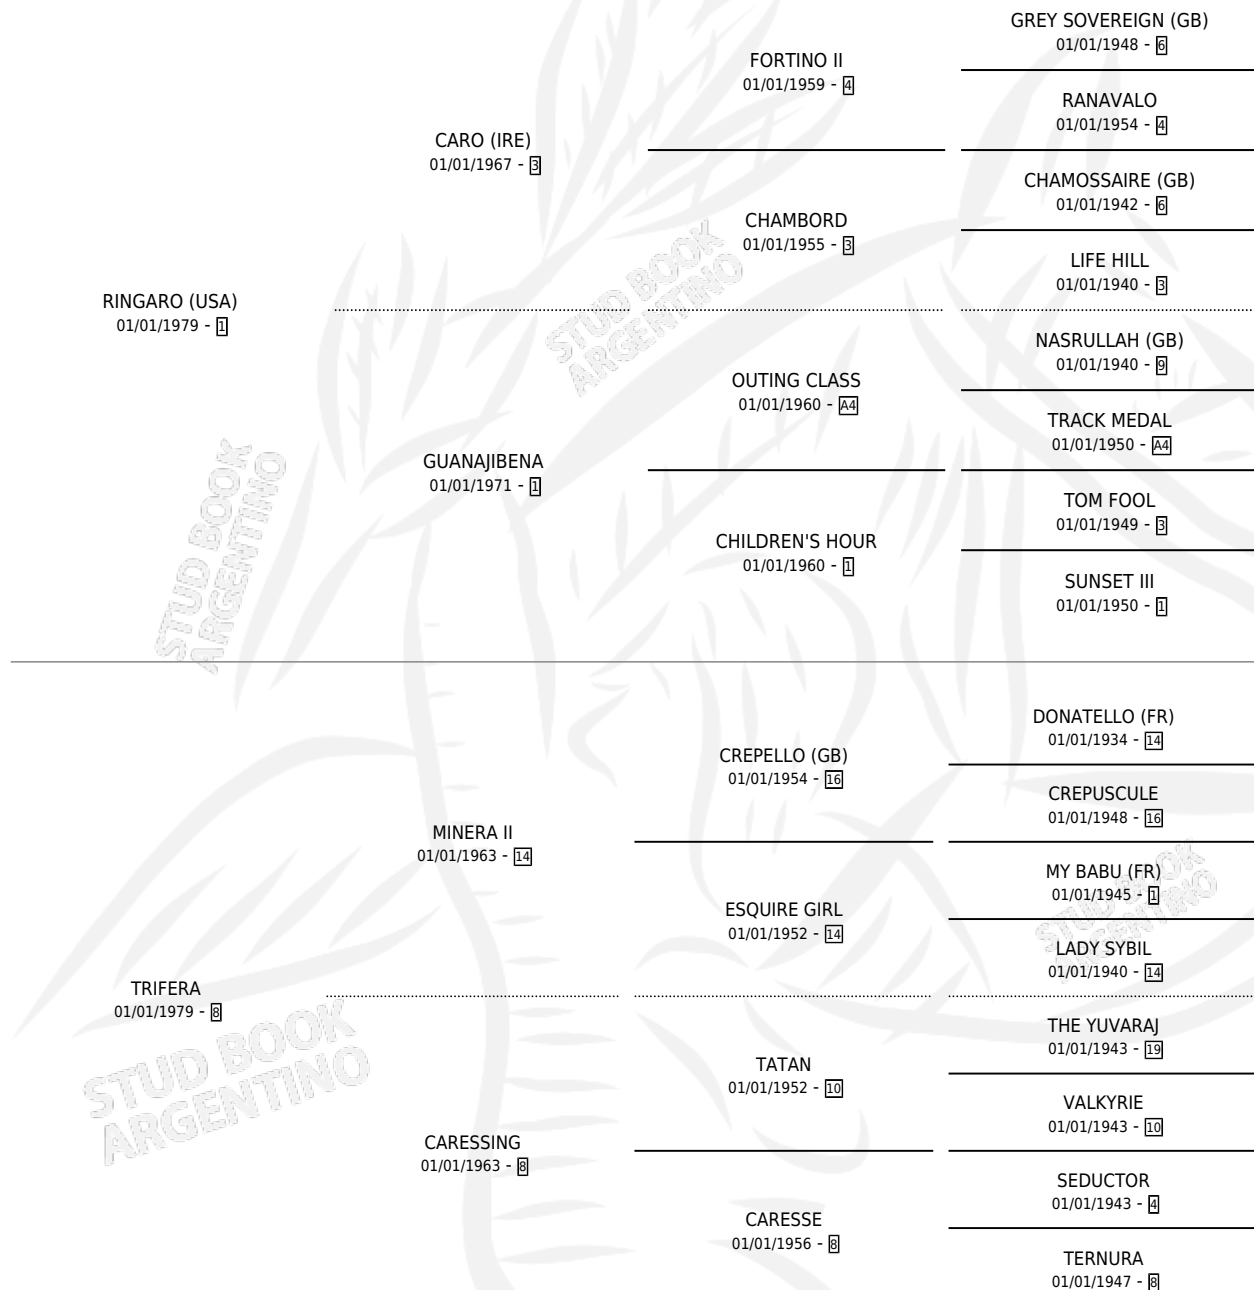 GREY SOVEREIGN (GB)
01/01/1948 - 6
FORTINO II
01/01/1959 - 4
RANAVALO
01/01/1954 - 4
CARO (IRE)
01/01/1967 - 3
CHAMOSSAIRE (GB)
01/01/1942 - 6
CHAMBORD
01/01/1955 - 3
LIFE HILL
01/01/1940 - 3
RINGARO (USA)
01/01/1979 - 1
STUD BOOK
ARGENTINO
NASRULLAH (GB)
01/01/1940 - 9
OUTING CLASS
01/01/1960 - A4
TRACK MEDAL
01/01/1950 - A4
GUANAJIBENA
01/01/1971 - 1
TOM FOOL
01/01/1949 - 3
CHILDREN'S HOUR
01/01/1960 - 1
SUNSET III
01/01/1950 - 1
STUD BOOK
ARGENTINO
DONATELLO (FR)
01/01/1934 - 14
CREPELLO (GB)
01/01/1954 - 16
CREPUSCULE
01/01/1948 - 16
MINERA II
01/01/1963 - 14
MY BABU (FR)
01/01/1945 - 1
ESQUIRE GIRL
01/01/1952 - 14
STUD BOOK
ARGENTINO
LADY SYBIL
01/01/1940 - 14
TRIFERA
01/01/1979 - 8
STUD BOOK
ARGENTINO
THE YUVARAJ
01/01/1943 - 19
TATAN
01/01/1952 - 10
VALKYRIE
01/01/1943 - 10
CARESSING
01/01/1963 - 8
SEDUCTOR
01/01/1943 - 4
CARESSE
01/01/1956 - 8
TERNURA
01/01/1947 - 8